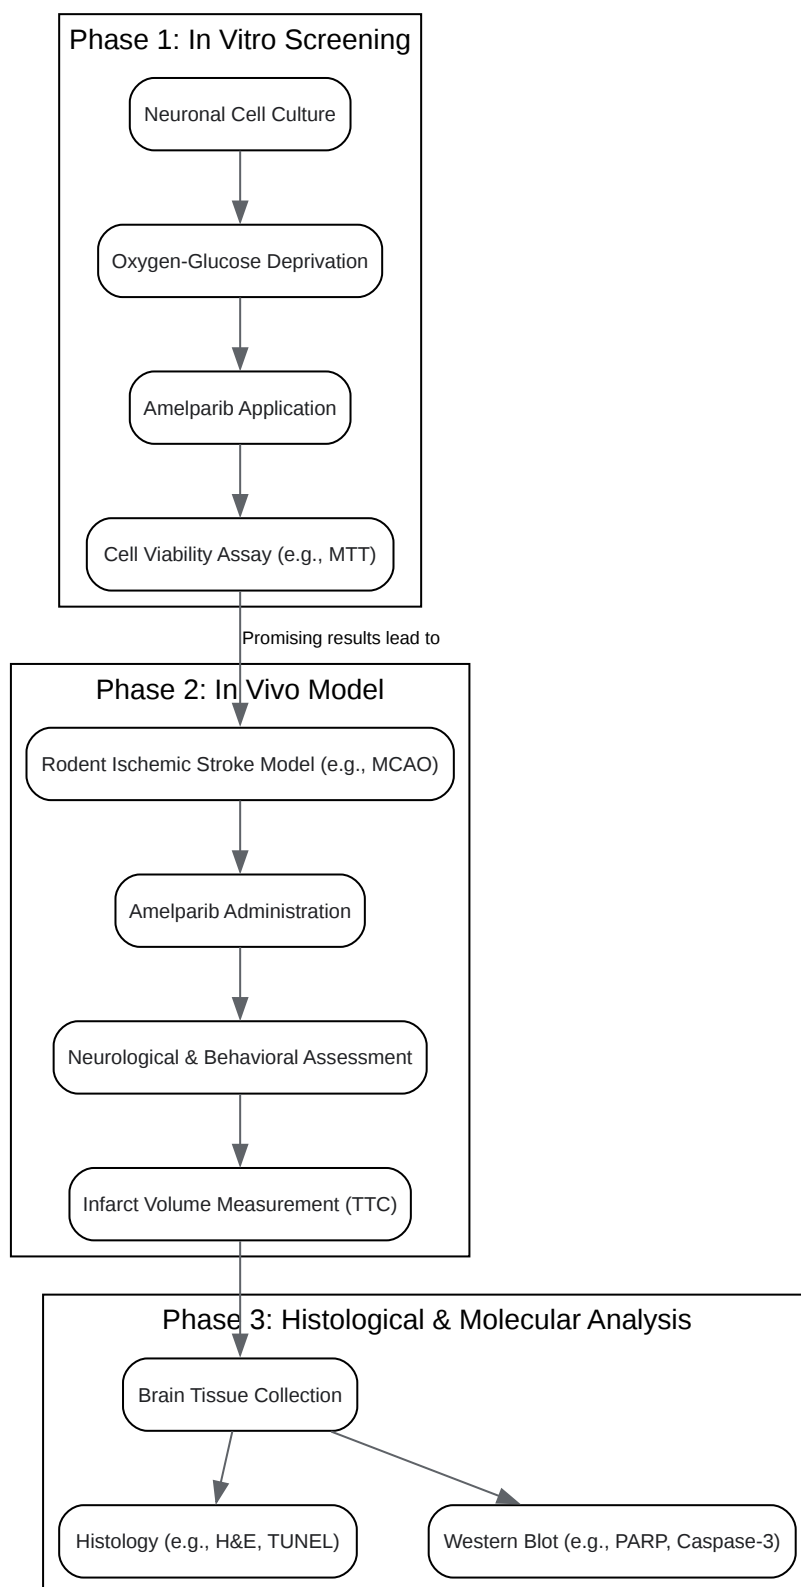 Phase 1: In Vitro Screening
Neuronal Cell Culture
Oxygen-Glucose Deprivation
Amelparib Application
Cell Viability Assay (e.g., MTT)
Promising results lead to
Phase 2: In Vivo Model
Rodent Ischemic Stroke Model (e.g., MCAO)
Amelparib Administration
Neurological & Behavioral Assessment
Infarct Volume Measurement (TTC)
Phase 3: Histological & Molecular Analysis
Brain Tissue Collection
Histology (e.g., H&E, TUNEL)
Western Blot (e.g., PARP, Caspase-3)